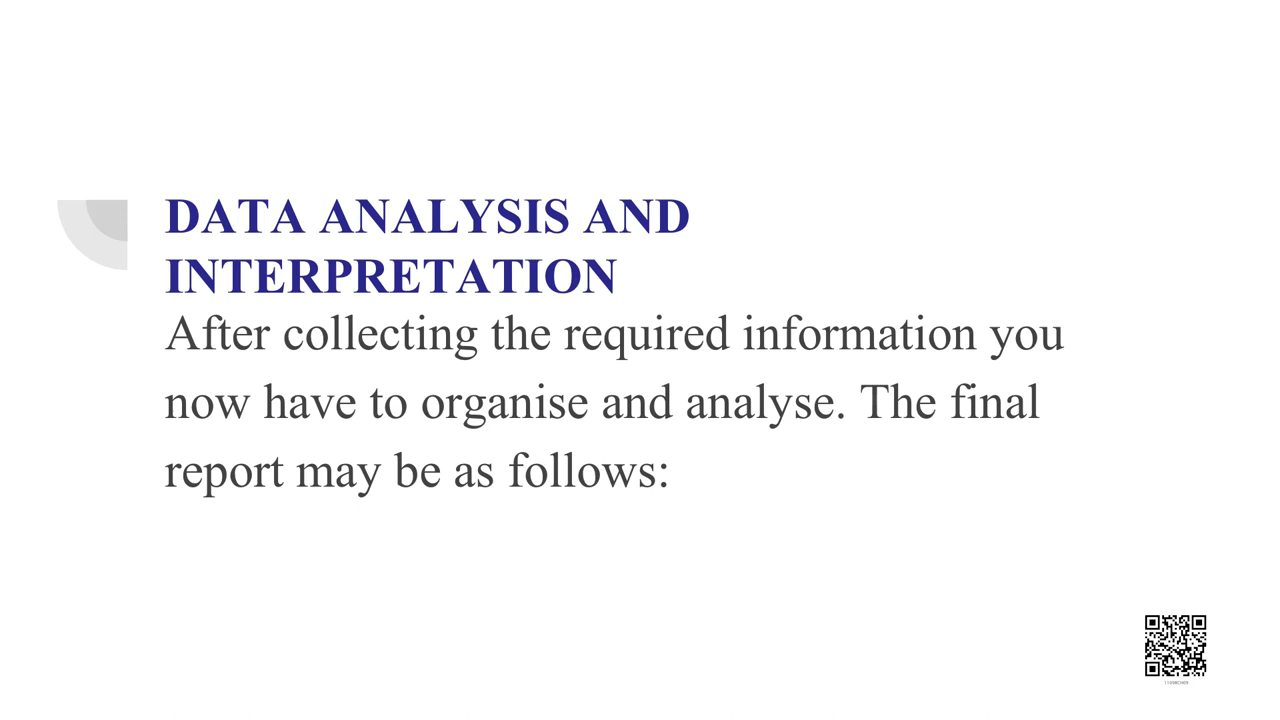 DATA ANALYSIS AND
INTERPRETATION
After collecting the required information you
now have to organise and analyse. The final
report may be as follows: